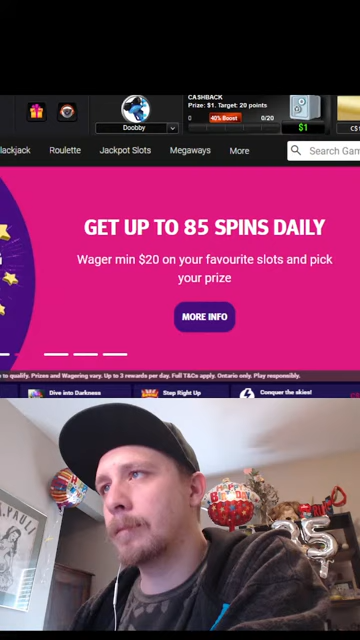 CASHBACK
Prize: $1. Target: 20 points
0 40% Boost 0/20
$1
Doobby
Blackjack Roulette Jackpot Slots Megaways More
Search Gam
GET UP TO 85 SPINS DAILY
Wager min $20 on your favourite slots and pick
your prize
MORE INFO
to qualify. Prizes and Wagering vary. Up to 3 rewards per day. Full T&Cs apply. Ontario only. Play responsibly.
Dive into Darkness Step Right Up Conquer the skies!
35